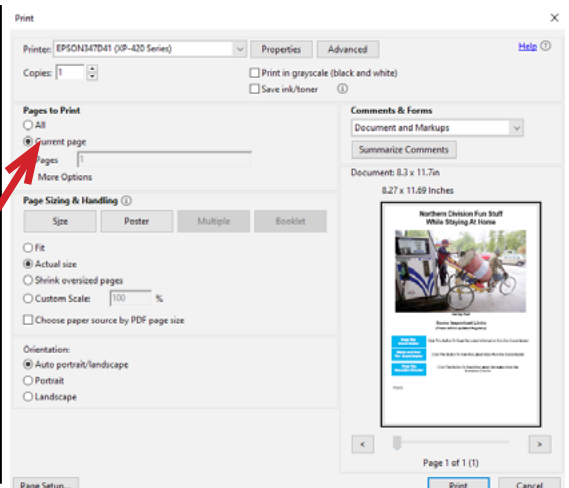 Print
Printer: EPSON347D41 (XP-420 Series) Properties Advanced Help
Copies: 1 Print in grayscale (black and white)
Save ink/toner
Pages to Print
All
Current page
Pages 1
More Options
Page Sizing & Handling
Size Poster Multiple Booklet
Fit
Actual size
Shrink oversized pages
Custom Scale: 100 %
Choose paper source by PDF page size
Orientation:
Auto portrait/landscape
Portrait
Landscape
Comments & Forms
Document and Markups
Summarize Comments
Document: 8.3 x 11.7in
8.27 x 11.69 Inches
Northern Division Fun Stuff
While Staying At Home
Some Important Links
< >
Page 1 of 1 (1)
Page Setup... Print Cancel